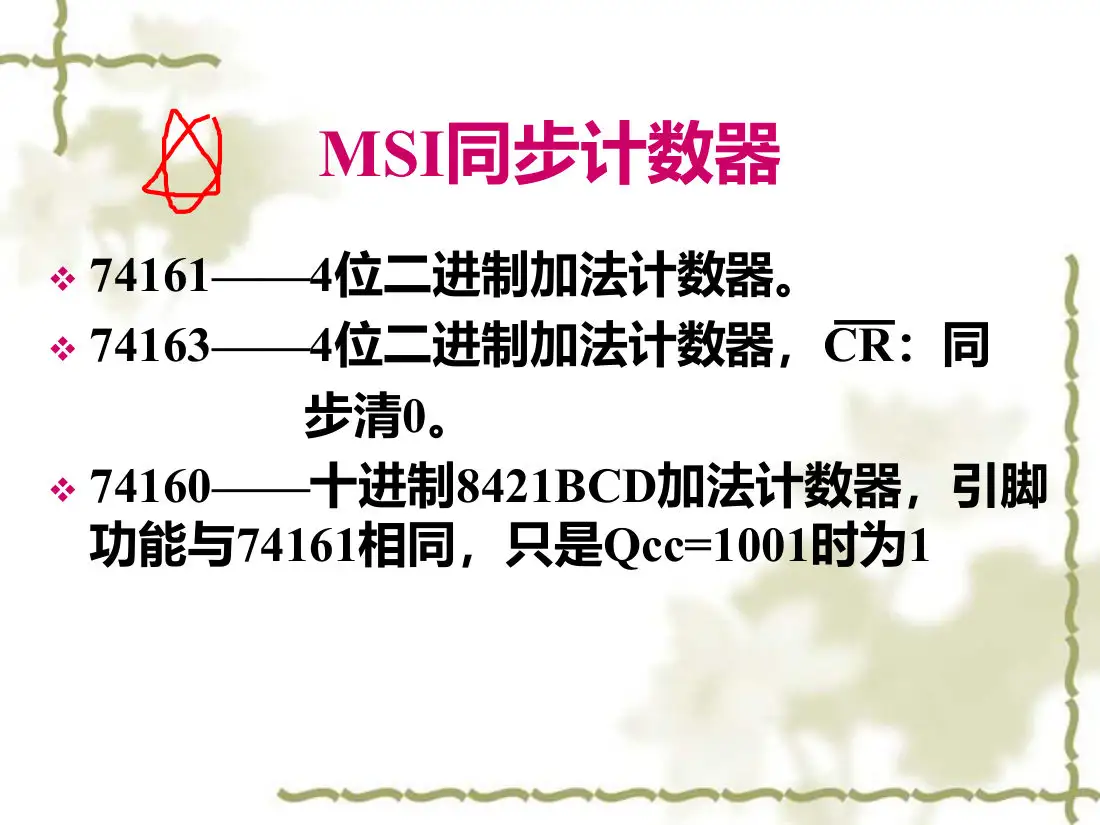 MSI同步计数器
74161——4位二进制加法计数器。
74163——4位二进制加法计数器，C̅R̅：同
步清0。
74160——十进制8421BCD加法计数器，引脚
功能与74161相同，只是Qcc=1001时为1